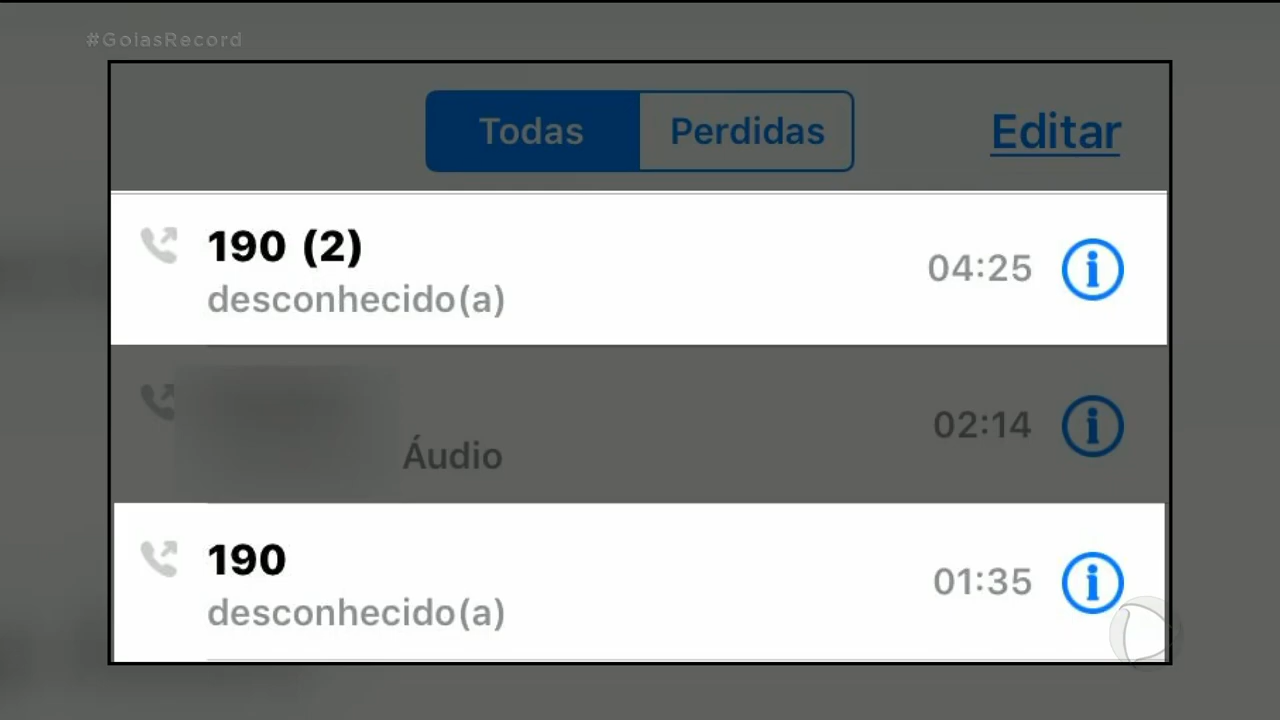 #GoiasRecord
Todas Perdidas Editar
190 (2)
desconhecido(a)
04:25
Áudio
02:14
190
desconhecido(a)
01:35